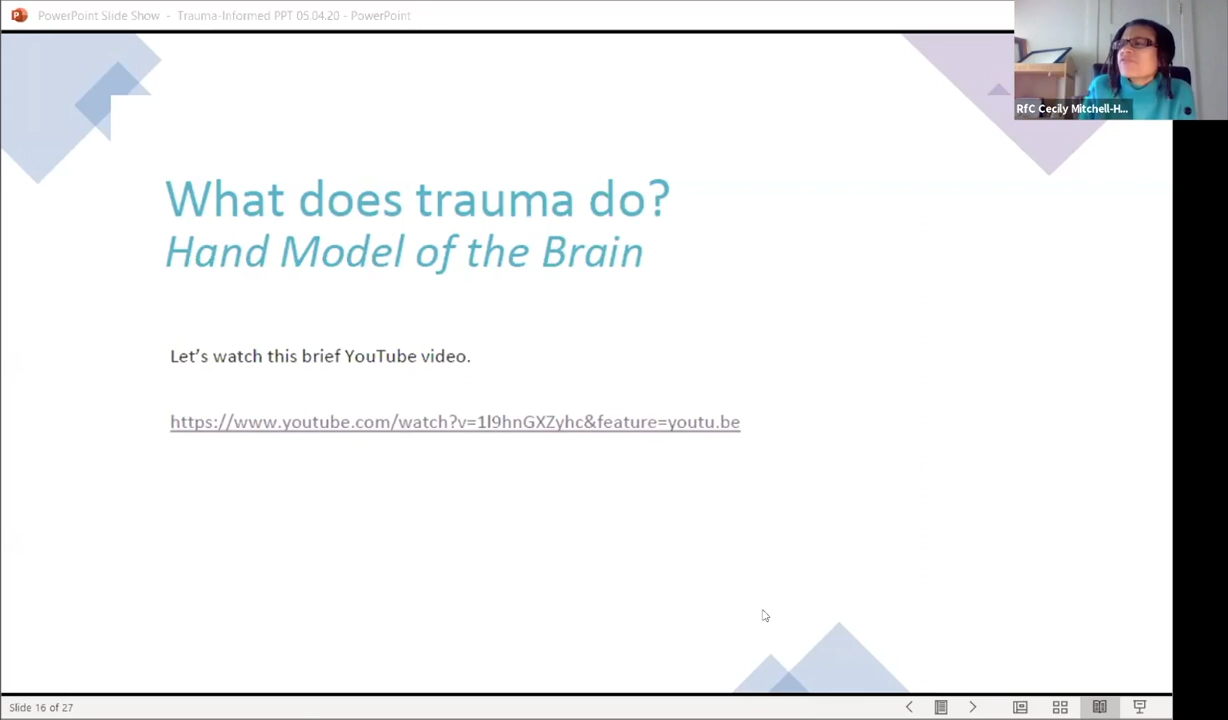 PowerPoint Slide Show - Trauma-Informed PPT 05.04.20 - PowerPoint
RfC Cecily Mitchell-H...
What does trauma do?
Hand Model of the Brain
Let's watch this brief YouTube video.
https://www.youtube.com/watch?v=1l9hnGXZyhc&feature=youtu.be
Slide 16 of 27